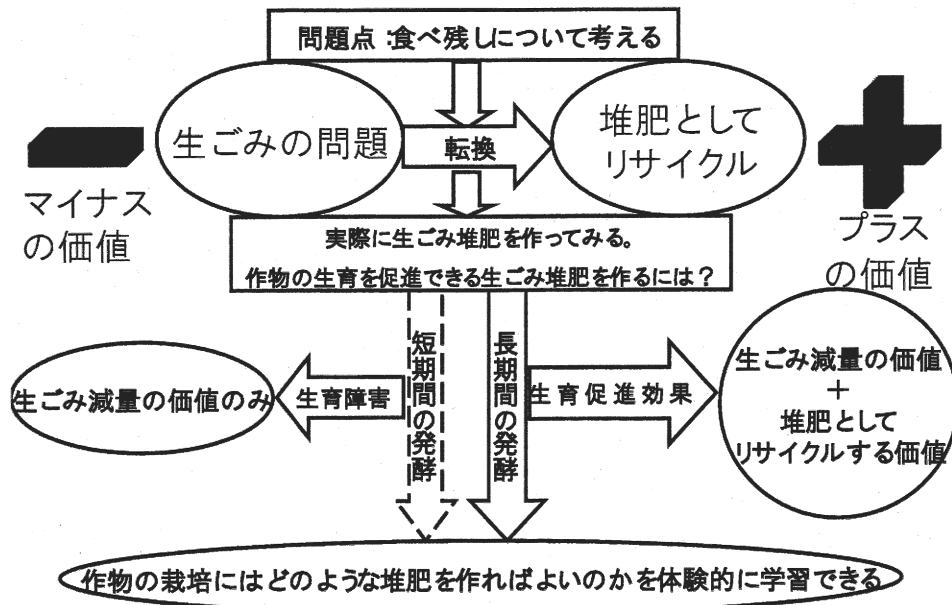 問題点:食べ残しについて考える
生ごみの問題
転換
堆肥として
リサイクル
マイナス
の価値
プラス
の価値
実際に生ごみ堆肥を作ってみる。
作物の生育を促進できる生ごみ堆肥を作るには？
生ごみ減量の価値のみ
生育障害
短期間の発酵
長期間の発酵
生育促進効果
生ごみ減量の価値
＋
堆肥として
リサイクルする価値
作物の栽培にはどのような堆肥を作ればよいのかを体験的に学習できる